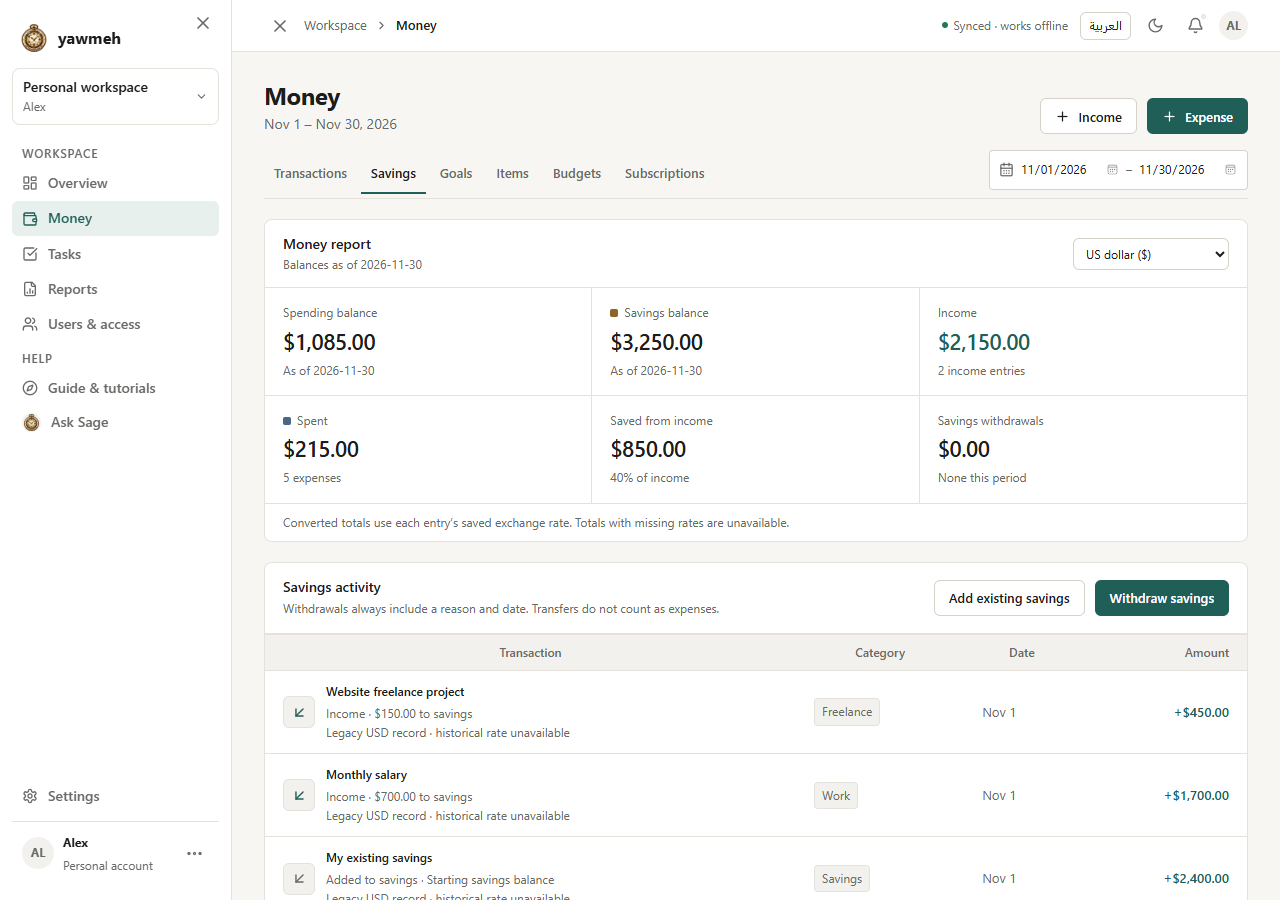 yawmeh
Workspace > Money
Synced · works offline
العربية
AL
Personal workspace
Alex
WORKSPACE
Overview
Money
Tasks
Reports
Users & access
HELP
Guide & tutorials
Ask Sage
Settings
AL
Alex
Personal account
Money
Nov 1 – Nov 30, 2026
+ Income
+ Expense
Transactions
Savings
Goals
Items
Budgets
Subscriptions
11/01/2026 – 11/30/2026
Money report
Balances as of 2026-11-30
US dollar ($)
Spending balance
$1,085.00
As of 2026-11-30
Savings balance
$3,250.00
As of 2026-11-30
Income
$2,150.00
2 income entries
Spent
$215.00
5 expenses
Saved from income
$850.00
40% of income
Savings withdrawals
$0.00
None this period
Converted totals use each entry's saved exchange rate. Totals with missing rates are unavailable.
Savings activity
Withdrawals always include a reason and date. Transfers do not count as expenses.
Add existing savings
Withdraw savings
Transaction Category Date Amount
Website freelance project
Income · $150.00 to savings
Legacy USD record · historical rate unavailable
Freelance
Nov 1
+$450.00
Monthly salary
Income · $700.00 to savings
Legacy USD record · historical rate unavailable
Work
Nov 1
+$1,700.00
My existing savings
Added to savings · Starting savings balance
Legacy USD record · historical rate unavailable
Savings
Nov 1
+$2,400.00